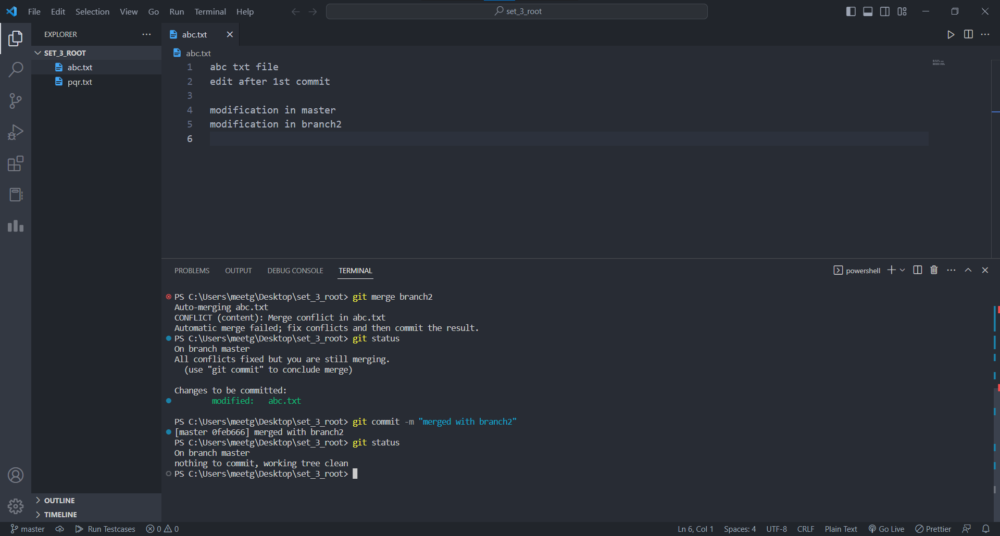 File Edit Selection View Go Run Terminal Help
set_3_root
EXPLORER
SET_3_ROOT
abc.txt
pqr.txt
OUTLINE
TIMELINE
abc.txt
abc.txt
1 abc txt file
2 edit after 1st commit
3
4 modification in master
5 modification in branch2
6
PROBLEMS OUTPUT DEBUG CONSOLE TERMINAL
powershell
PS C:\Users\meetg\Desktop\set_3_root> git merge branch2
Auto-merging abc.txt
CONFLICT (content): Merge conflict in abc.txt
Automatic merge failed; fix conflicts and then commit the result.
PS C:\Users\meetg\Desktop\set_3_root> git status
On branch master
All conflicts fixed but you are still merging.
(use "git commit" to conclude merge)
Changes to be committed:
modified: abc.txt
PS C:\Users\meetg\Desktop\set_3_root> git commit -m "merged with branch2"
[master 0feb666] merged with branch2
PS C:\Users\meetg\Desktop\set_3_root> git status
On branch master
nothing to commit, working tree clean
PS C:\Users\meetg\Desktop\set_3_root>
master Run Testcases 0 0 Ln 6, Col 1 Spaces: 4 UTF-8 CRLF Plain Text Go Live Prettier